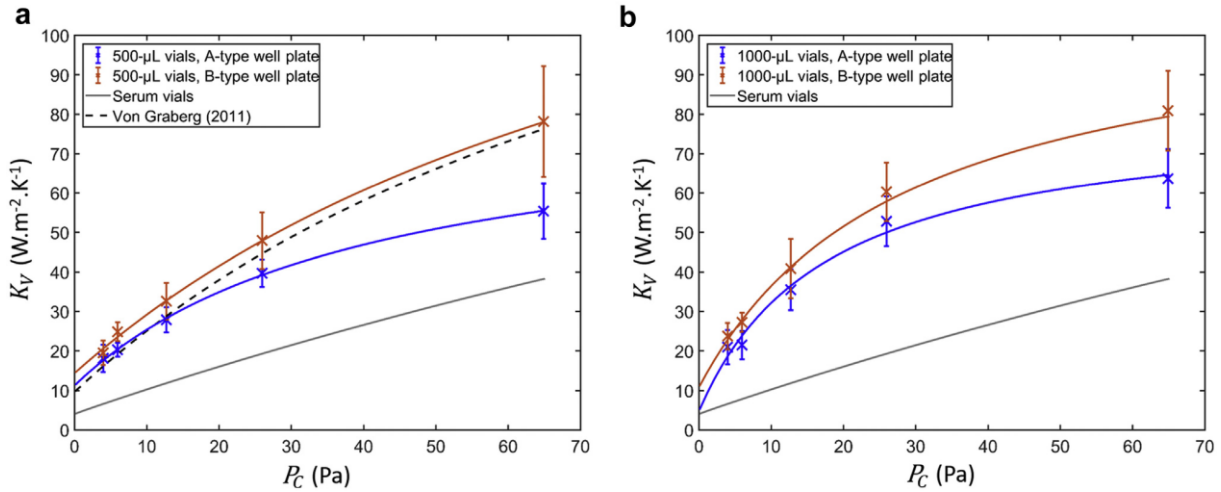 a
100
90
80
70
60
50
40
30
20
10
0
K_V (W.m⁻².K⁻¹)
500-µL vials, A-type well plate
500-µL vials, B-type well plate
Serum vials
Von Graberg (2011)
0 10 20 30 40 50 60 70
P_C (Pa)
b
100
90
80
70
60
50
40
30
20
10
0
K_V (W.m⁻².K⁻¹)
1000-µL vials, A-type well plate
1000-µL vials, B-type well plate
Serum vials
0 10 20 30 40 50 60 70
P_C (Pa)